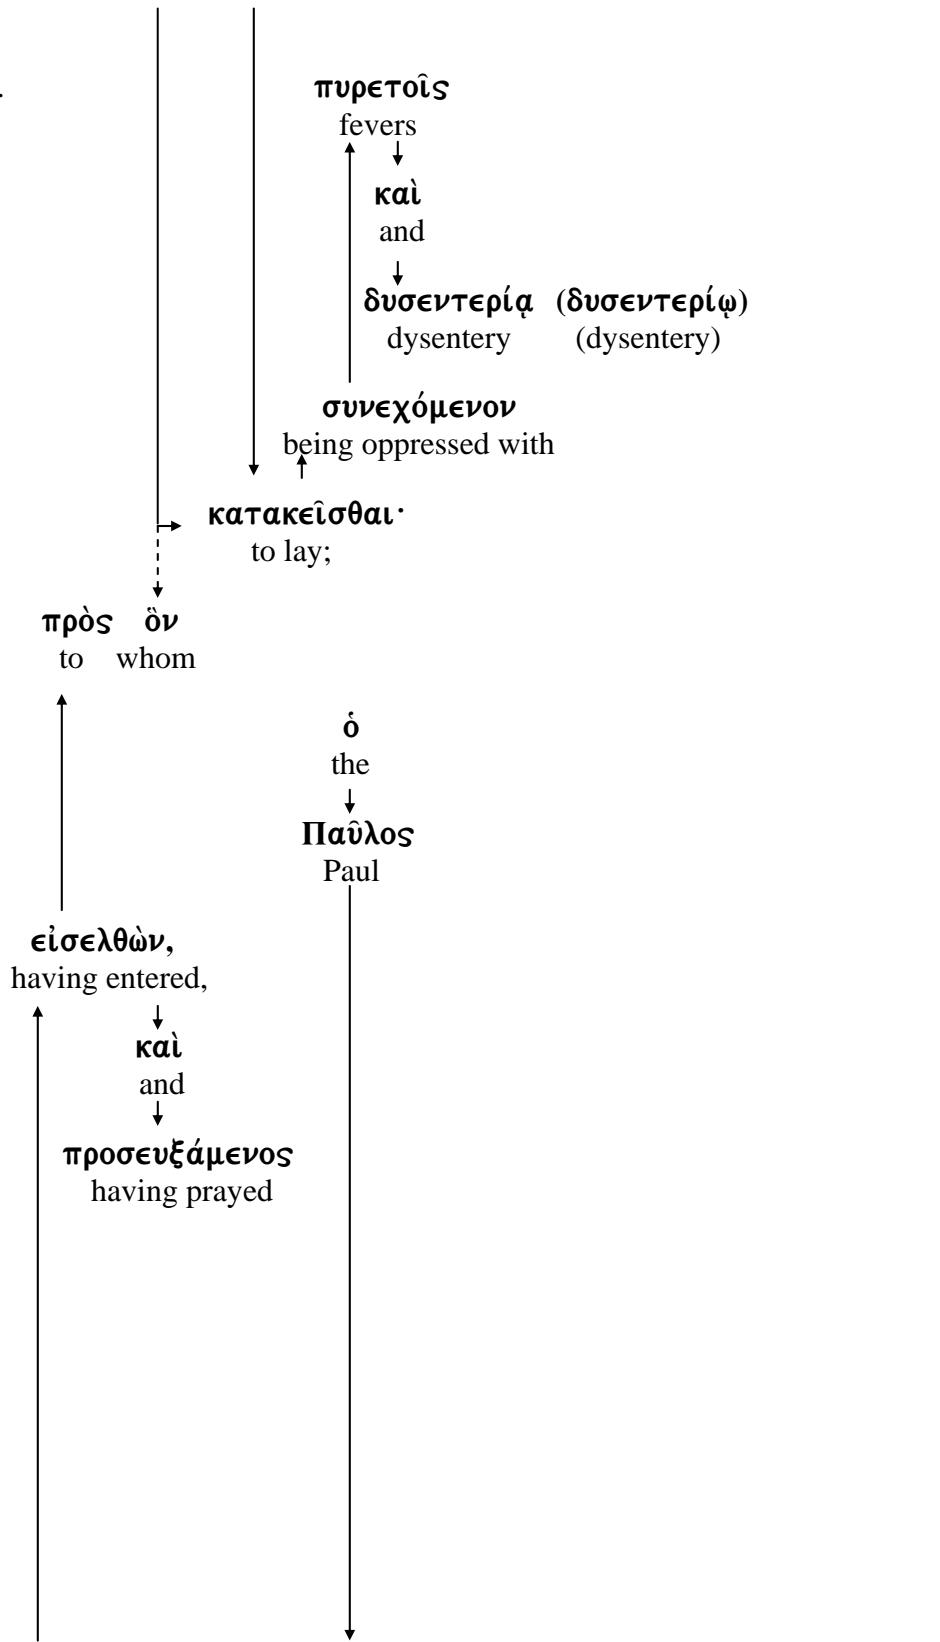 πυρετοῖς
fevers
καὶ
and
δυσεντερίᾳ (δυσεντερίῳ)
dysentery (dysentery)
συνεχόμενον
being oppressed with
κατακεῖσθαι·
to lay;
πρὸς ὃν
to whom
ὁ
the
Παῦλος
Paul
εἰσελθὼν,
having entered,
καὶ
and
προσευξάμενος
having prayed